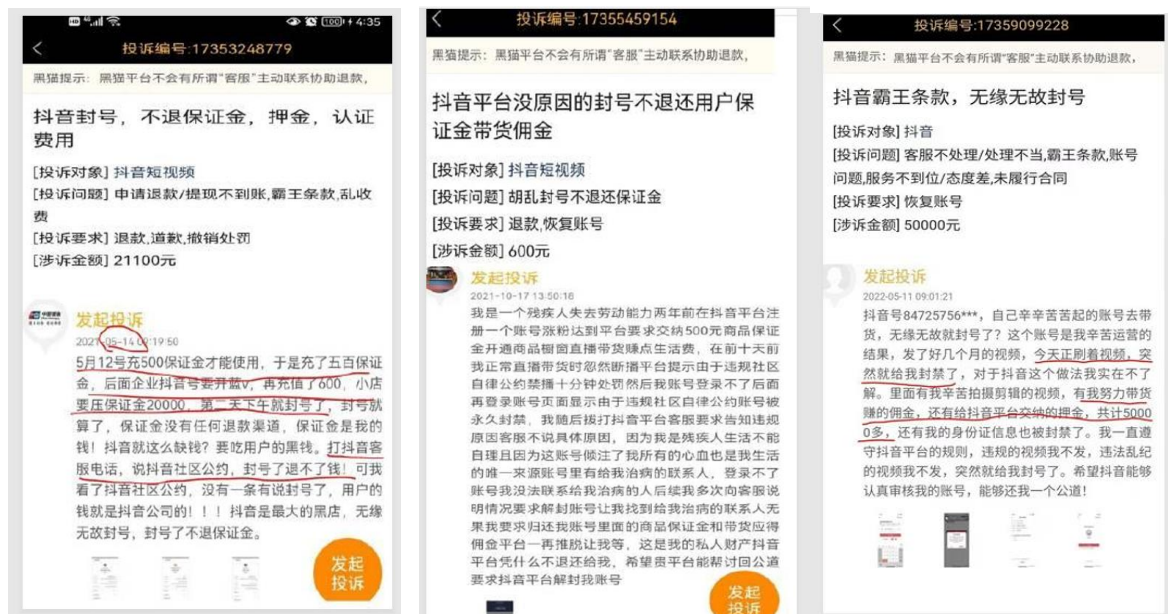 4:35
投诉编号:17353248779
黑猫提示：黑猫平台不会有所谓“客服”主动联系协助退款，
抖音封号，不退保证金，押金，认证
费用
[投诉对象] 抖音短视频
[投诉问题] 申请退款/提现不到账,霸王条款,乱收
费
[投诉要求] 退款,道歉,撤销处罚
[涉诉金额] 21100元
发起投诉
2021-05-14 09:19:50
5月12号充500保证金才能使用，于是充了五百保证
金，后面企业抖音号要开蓝v，再充值了600，小店
要压保证金20000，第二天下午就封号了，封号就
算了，保证金没有任何退款渠道，保证金是我的
钱！抖音就这么缺钱？要吃用户的黑钱。打抖音客
服电话，说抖音社区公约，封号了退不了钱！可我
看了抖音社区公约，没有一条有说封号了，用户的
钱就是抖音公司的！！！抖音是最大的黑店，无缘
无故封号，封号了不退保证金。
发起
投诉
投诉编号:17355459154
黑猫提示：黑猫平台不会有所谓“客服”主动联系协助退款，
抖音平台没原因的封号不退还用户保
证金带货佣金
[投诉对象] 抖音短视频
[投诉问题] 胡乱封号不退还保证金
[投诉要求] 退款,恢复账号
[涉诉金额] 600元
发起投诉
2021-10-17 13:50:16
我是一个残疾人失去劳动能力两年前在抖音平台注
册一个账号涨粉达到平台要求交纳500元商品保证
金开通商品橱窗直播带货赚点生活费，在前十天前
我正常直播带货时忽然断播平台提示由于违规社区
自律公约禁播十分钟处罚然后我账号登录不了后面
再登录账号页面显示由于违规社区自律公约账号被
永久封禁，我随后拨打抖音平台客服要求告知违规
原因客服不说具体原因，因为我是残疾人生活不能
自理且因为这账号倾注了我所有的心血也是我生活
的唯一来源账号里有给我治病的联系人，登录不了
账号我没法联系给我治病的人后续我多次向客服说
明情况要求解封账号让我找到给我治病的联系人无
果我要求归还我账号里面的商品保证金和带货应得
佣金平台一再推脱让我等，这是我的私人财产抖音
平台凭什么不退还给我，希望贵平台能帮讨回公道
要求抖音平台解封我账号
发起
投诉
投诉编号:17359099228
黑猫提示：黑猫平台不会有所谓“客服”主动联系协助退款，
抖音霸王条款，无缘无故封号
[投诉对象] 抖音
[投诉问题] 客服不处理/处理不当,霸王条款,账号
问题,服务不到位/态度差,未履行合同
[投诉要求] 恢复账号
[涉诉金额] 50000元
发起投诉
2022-05-11 09:01:21
抖音号84725756***，自己辛辛苦苦起的账号去带
货，无缘无故就封号了？这个账号是我辛苦运营的
结果，发了好几个月的视频，今天正刷着视频，突
然就给我封禁了，对于抖音这个做法我实在不了
解。里面有我辛苦拍摄剪辑的视频，有我努力带货
赚的佣金，还有给抖音平台交纳的押金，共计5000
0多，还有我的身份证信息也被封禁了。我一直遵
守抖音平台的规则，违规的视频我不发，违法乱纪
的视频我不发，突然就给我封号了。希望抖音能够
认真审核我的账号，能够还我一个公道！